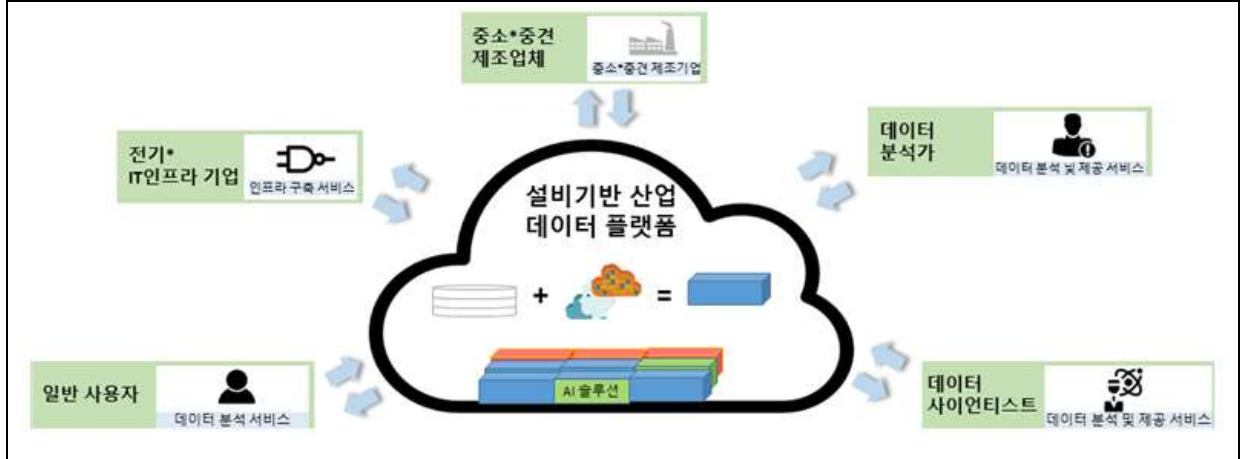 중소*중견
제조업체
중소*중견 제조기업
전기*
IT인프라 기업
인프라 구축 서비스
데이터
분석가
데이터 분석 및 제공 서비스
설비기반 산업
데이터 플랫폼
+
=
AI 솔루션
일반 사용자
데이터 분석 서비스
데이터
사이언티스트
데이터 분석 및 제공 서비스